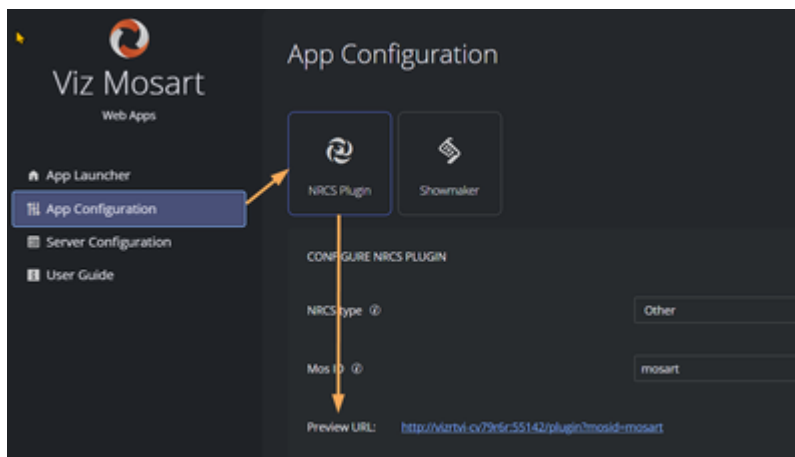 Viz Mosart
Web Apps
App Launcher
App Configuration
Server Configuration
User Guide
App Configuration
NRCS Plugin
Showmaker
CONFIGURE NRCS PLUGIN
NRCS type
Other
Mos ID
mosart
Preview URL: http://vizrtvi-cv79r6r:55142/plugin?mosid=mosart